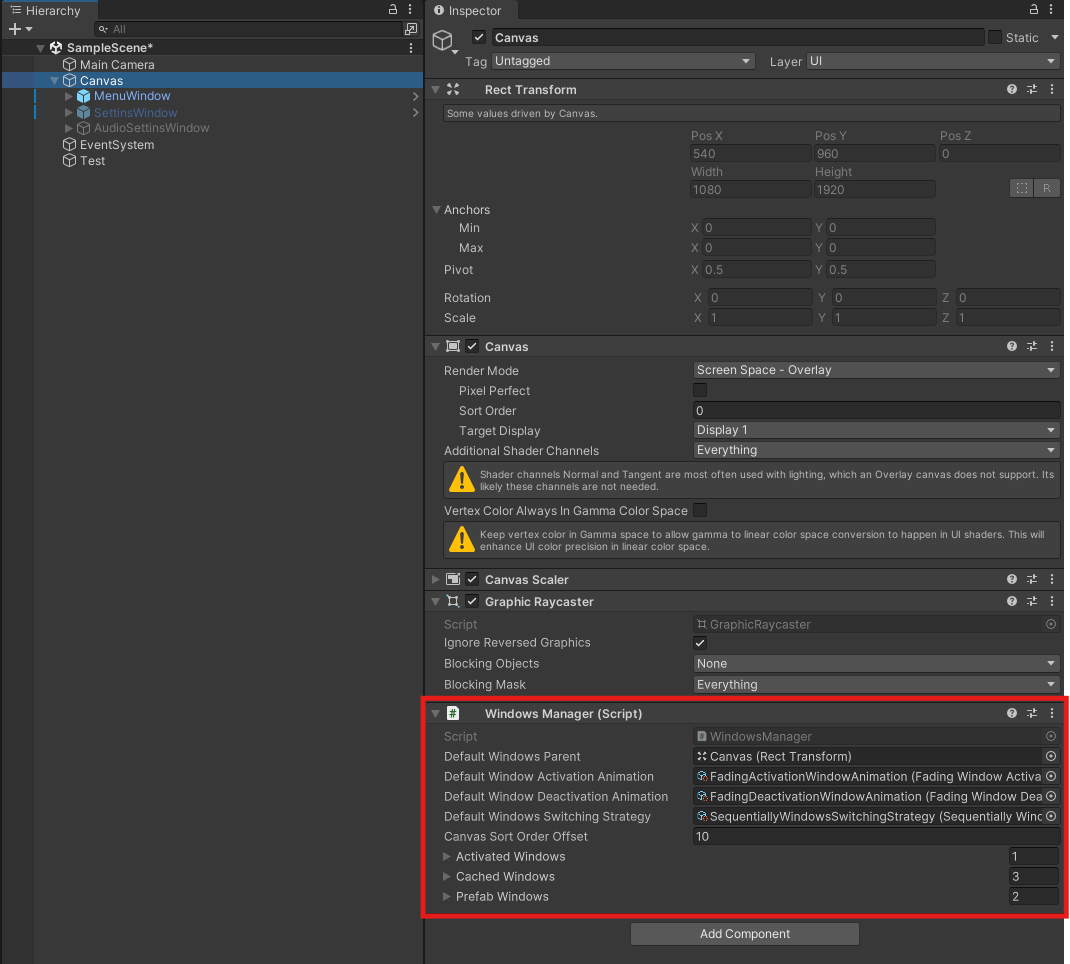 Hierarchy
All
SampleScene*
Main Camera
Canvas
MenuWindow
SettinsWindow
AudioSettinsWindow
EventSystem
Test
Inspector
Canvas Static
Tag Untagged Layer UI
Rect Transform
Some values driven by Canvas.
Pos X Pos Y Pos Z
540 960 0
Width Height
1080 1920
R
Anchors
Min X 0 Y 0
Max X 0 Y 0
Pivot X 0.5 Y 0.5
Rotation X 0 Y 0 Z 0
Scale X 1 Y 1 Z 1
Canvas
Render Mode Screen Space - Overlay
Pixel Perfect
Sort Order 0
Target Display Display 1
Additional Shader Channels Everything
Shader channels Normal and Tangent are most often used with lighting, which an Overlay canvas does not support. Its
likely these channels are not needed.
Vertex Color Always In Gamma Color Space
Keep vertex color in Gamma space to allow gamma to linear color space conversion to happen in UI shaders. This will
enhance UI color precision in linear color space.
Canvas Scaler
Graphic Raycaster
Script GraphicRaycaster
Ignore Reversed Graphics
Blocking Objects None
Blocking Mask Everything
# Windows Manager (Script)
Script WindowsManager
Default Windows Parent Canvas (Rect Transform)
Default Window Activation Animation FadingActivationWindowAnimation (Fading Window Activa
Default Window Deactivation Animation FadingDeactivationWindowAnimation (Fading Window Dea
Default Windows Switching Strategy SequentiallyWindowsSwitchingStrategy (Sequentially Winc
Canvas Sort Order Offset 10
Activated Windows 1
Cached Windows 3
Prefab Windows 2
Add Component